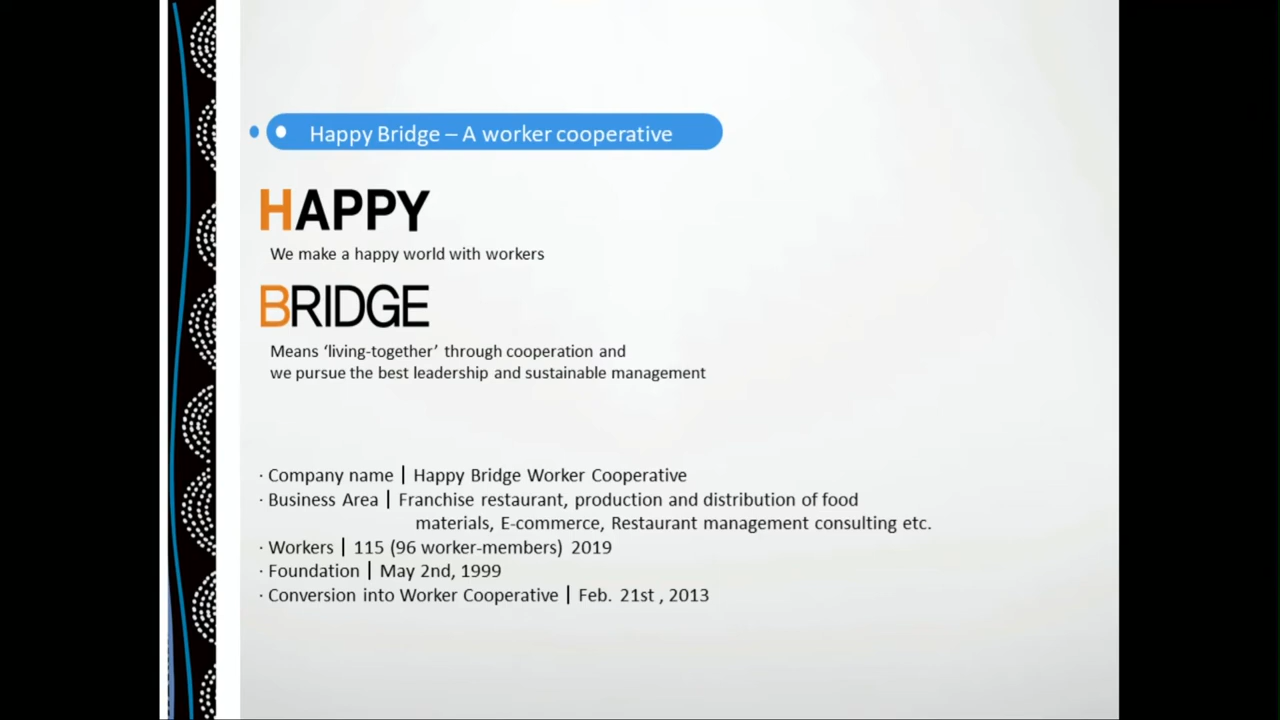 Happy Bridge – A worker cooperative
HAPPY
We make a happy world with workers
BRIDGE
Means ‘living-together’ through cooperation and
we pursue the best leadership and sustainable management
· Company name | Happy Bridge Worker Cooperative
· Business Area | Franchise restaurant, production and distribution of food
materials, E-commerce, Restaurant management consulting etc.
· Workers | 115 (96 worker-members) 2019
· Foundation | May 2nd, 1999
· Conversion into Worker Cooperative | Feb. 21st , 2013